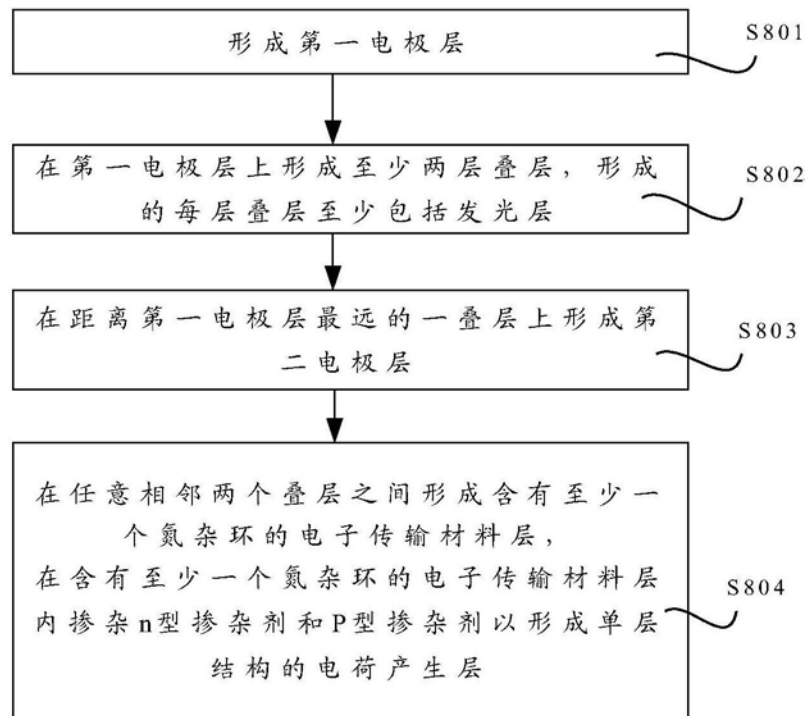 形成第一电极层
S801
在第一电极层上形成至少两层叠层，形成
的每层叠层至少包括发光层
S802
在距离第一电极层最远的一叠层上形成第
二电极层
S803
在任意相邻两个叠层之间形成含有至少一
个氮杂环的电子传输材料层，
在含有至少一个氮杂环的电子传输材料层
内掺杂n型掺杂剂和P型掺杂剂以形成单层
结构的电荷产生层
S804